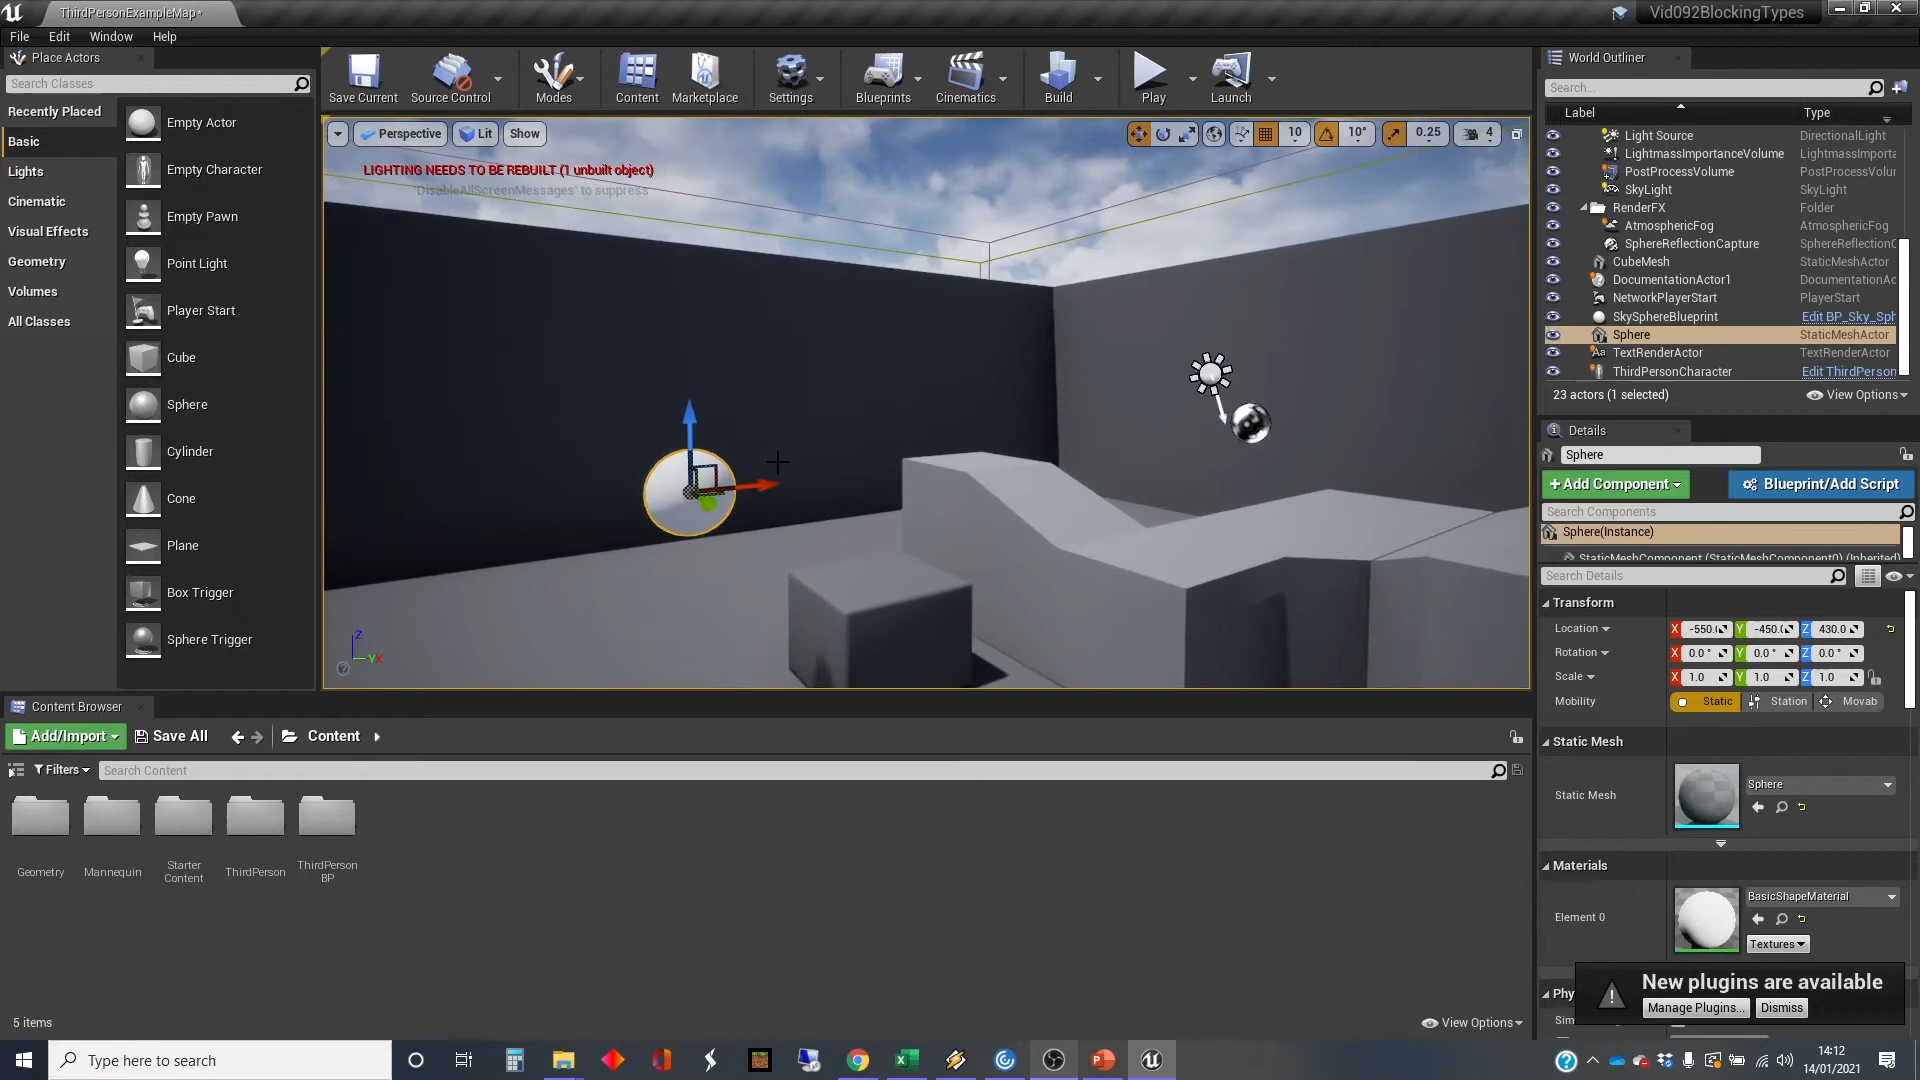 ThirdPersonExampleMap*
Vid092BlockingTypes
File Edit Window Help
Place Actors
Search Classes
Recently Placed
Basic
Lights
Cinematic
Visual Effects
Geometry
Volumes
All Classes
Empty Actor
Empty Character
Empty Pawn
Point Light
Player Start
Cube
Sphere
Cylinder
Cone
Plane
Box Trigger
Sphere Trigger
Save Current
Source Control
Modes
Content
Marketplace
Settings
Blueprints
Cinematics
Build
Play
Launch
Perspective
Lit
Show
10
10°
0.25
4
LIGHTING NEEDS TO BE REBUILT (1 unbuilt object)
'DisableAllScreenMessages' to suppress
Z
Y X
World Outliner
Search...
Label Type
Light Source DirectionalLight
LightmassImportanceVolume LightmassImporta
PostProcessVolume PostProcessVolur
SkyLight SkyLight
RenderFX Folder
AtmosphericFog AtmosphericFog
SphereReflectionCapture SphereReflectionC
CubeMesh StaticMeshActor
DocumentationActor1 DocumentationAc
NetworkPlayerStart PlayerStart
SkySphereBlueprint Edit BP_Sky_Sph
Sphere StaticMeshActor
TextRenderActor TextRenderActor
ThirdPersonCharacter Edit ThirdPerson
23 actors (1 selected)
View Options
Details
Sphere
+ Add Component
Blueprint/Add Script
Search Components
Sphere(Instance)
StaticMeshComponent (StaticMeshComponent0) (Inherited)
Search Details
Transform
Location X -550.( Y -450.( Z 430.0
Rotation X 0.0 ° Y 0.0 ° Z 0.0 °
Scale X 1.0 Y 1.0 Z 1.0
Mobility Static Station Movab
Static Mesh
Static Mesh
Sphere
Materials
Element 0
BasicShapeMaterial
Textures
Phy
Sim
New plugins are available
Manage Plugins...
Dismiss
Content Browser
Add/Import
Save All
Content
Filters
Search Content
Geometry
Mannequin
Starter
Content
ThirdPerson
ThirdPerson
BP
5 items
View Options
Type here to search
14:12
14/01/2021